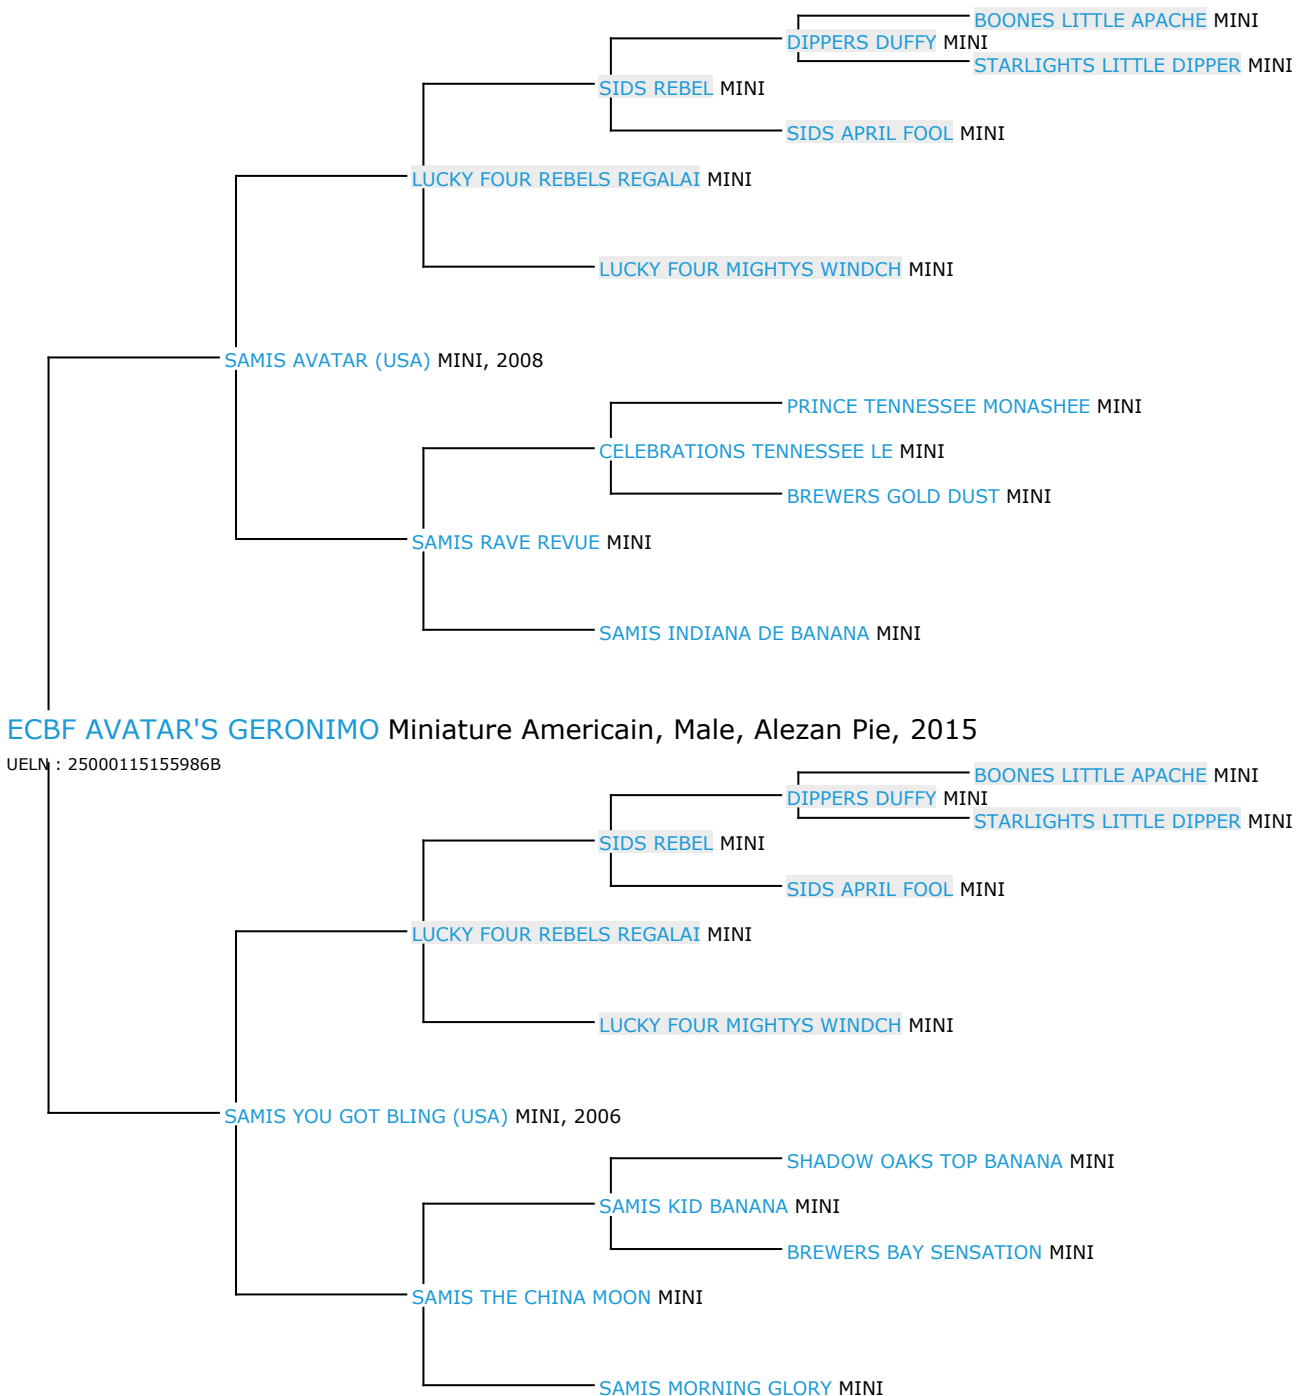 BOONES LITTLE APACHE MINI
DIPPERS DUFFY MINI
STARLIGHTS LITTLE DIPPER MINI
SIDS REBEL MINI
SIDS APRIL FOOL MINI
LUCKY FOUR REBELS REGALAI MINI
LUCKY FOUR MIGHTYS WINDCH MINI
SAMIS AVATAR (USA) MINI, 2008
PRINCE TENNESSEE MONASHEE MINI
CELEBRATIONS TENNESSEE LE MINI
BREWERS GOLD DUST MINI
SAMIS RAVE REVUE MINI
SAMIS INDIANA DE BANANA MINI
ECBF AVATAR'S GERONIMO Miniature Americain, Male, Alezan Pie, 2015
UELN : 25000115155986B
BOONES LITTLE APACHE MINI
DIPPERS DUFFY MINI
STARLIGHTS LITTLE DIPPER MINI
SIDS REBEL MINI
SIDS APRIL FOOL MINI
LUCKY FOUR REBELS REGALAI MINI
LUCKY FOUR MIGHTYS WINDCH MINI
SAMIS YOU GOT BLING (USA) MINI, 2006
SHADOW OAKS TOP BANANA MINI
SAMIS KID BANANA MINI
BREWERS BAY SENSATION MINI
SAMIS THE CHINA MOON MINI
SAMIS MORNING GLORY MINI